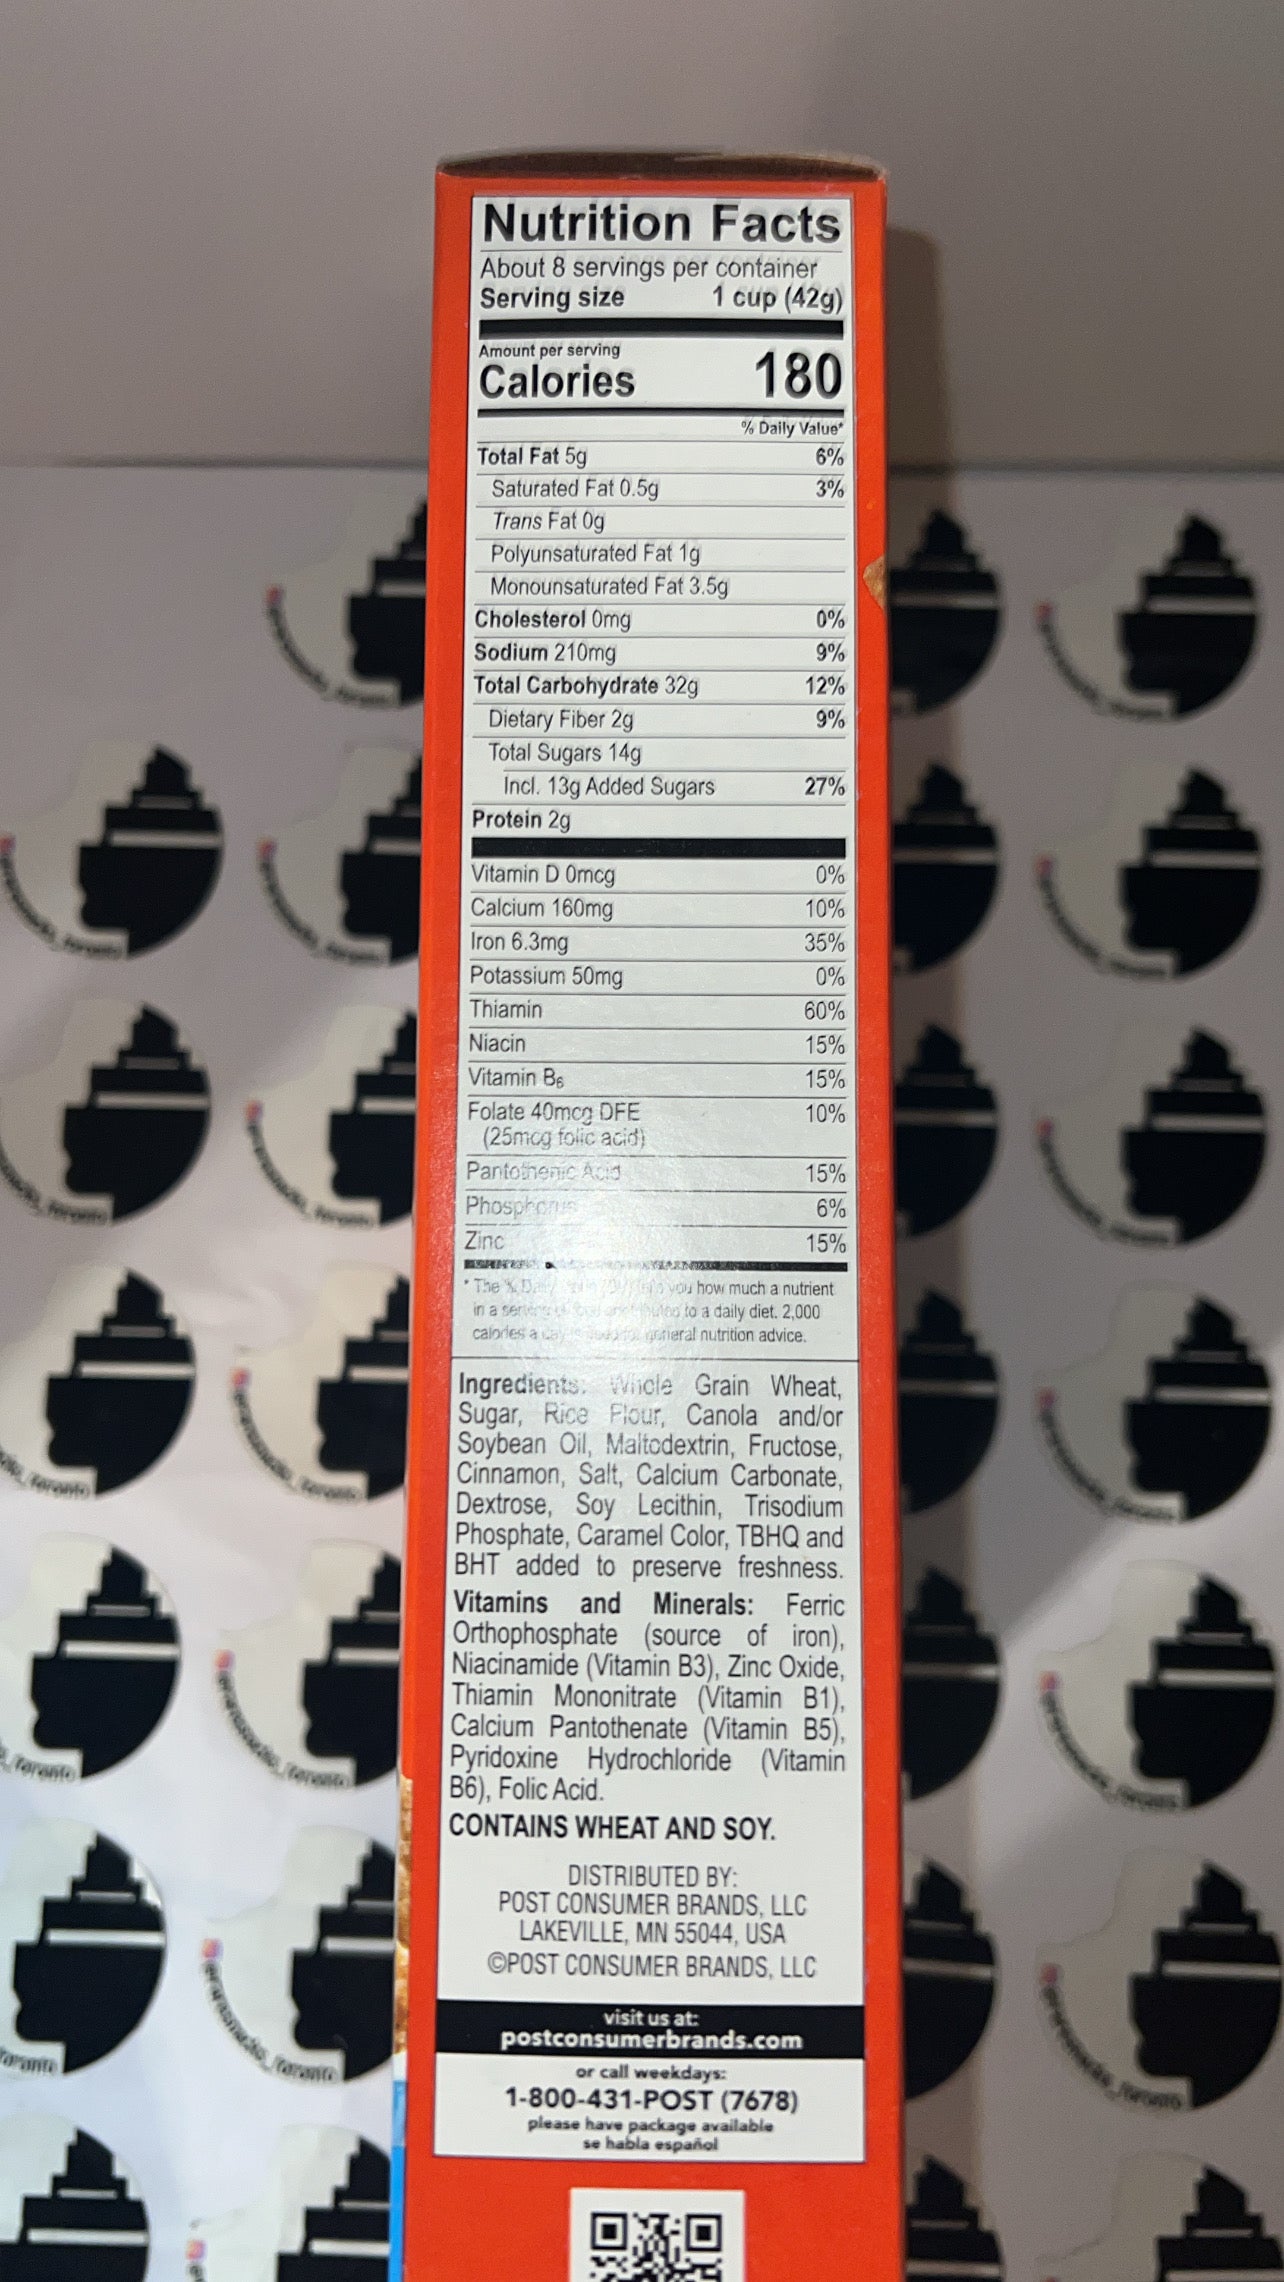 Nutrition Facts
About 8 servings per container
Serving size 1 cup (42g)
Amount per serving
Calories 180
% Daily Value*
Total Fat 5g 6%
Saturated Fat 0.5g 3%
Trans Fat 0g
Polyunsaturated Fat 1g
Monounsaturated Fat 3.5g
Cholesterol 0mg 0%
Sodium 210mg 9%
Total Carbohydrate 32g 12%
Dietary Fiber 2g 9%
Total Sugars 14g
Incl. 13g Added Sugars 27%
Protein 2g
Vitamin D 0mcg 0%
Calcium 160mg 10%
Iron 6.3mg 35%
Potassium 50mg 0%
Thiamin 60%
Niacin 15%
Vitamin B6 15%
Folate 40mcg DFE 10%
(25mcg folic acid)
Pantothenic Acid 15%
Phosphorus 6%
Zinc 15%
* The % Daily you how much a nutrient
in a serving to a daily diet. 2,000
calories a day is general nutrition advice.
Ingredients: Whole Grain Wheat,
Sugar, Rice Flour, Canola and/or
Soybean Oil, Maltodextrin, Fructose,
Cinnamon, Salt, Calcium Carbonate,
Dextrose, Soy Lecithin, Trisodium
Phosphate, Caramel Color, TBHQ and
BHT added to preserve freshness.
Vitamins and Minerals: Ferric
Orthophosphate (source of iron),
Niacinamide (Vitamin B3), Zinc Oxide,
Thiamin Mononitrate (Vitamin B1),
Calcium Pantothenate (Vitamin B5),
Pyridoxine Hydrochloride (Vitamin
B6), Folic Acid.
CONTAINS WHEAT AND SOY.
DISTRIBUTED BY:
POST CONSUMER BRANDS, LLC
LAKEVILLE, MN 55044, USA
©POST CONSUMER BRANDS, LLC
visit us at:
postconsumerbrands.com
or call weekdays:
1-800-431-POST (7678)
please have package available
se habla español